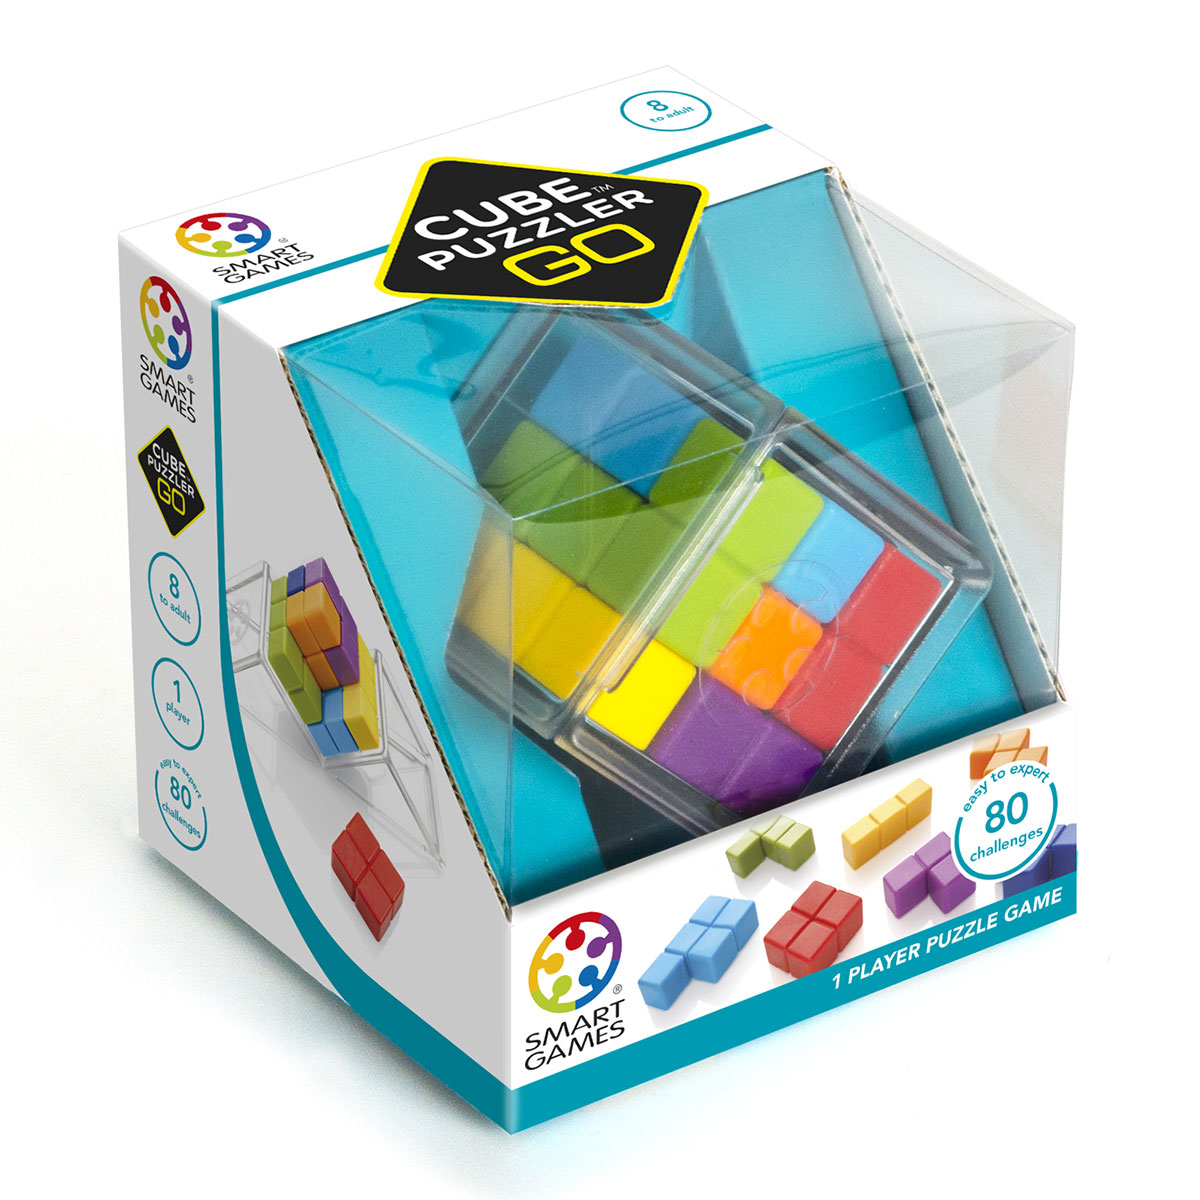 8
to adult
CUBE™
PUZZLER
GO
SMART®
GAMES
SMART®
GAMES
CUBE
PUZZLER
GO
8
to adult
1
player
easy to expert
80
challenges
easy to expert
80
challenges
SMART®
GAMES
1 PLAYER PUZZLE GAME